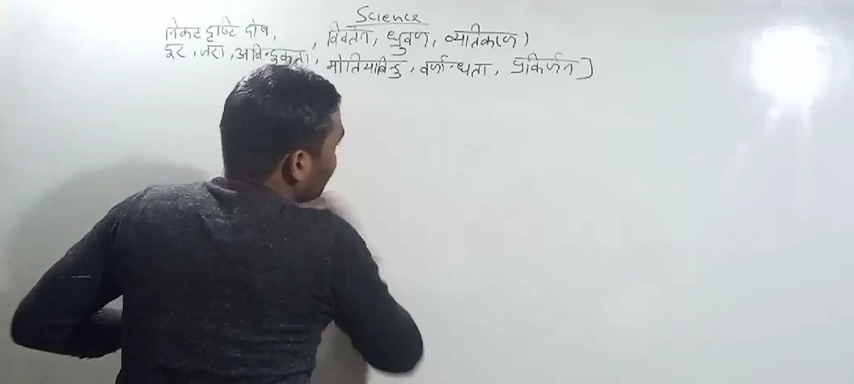 Science
निकट दृष्टि दोष, , विवर्तन, ध्रुवण, व्यतिकरण)
दूर, जरा, अबिन्दुकता, मोतियाबिन्दु, वर्णान्धता, प्रकिर्णन]